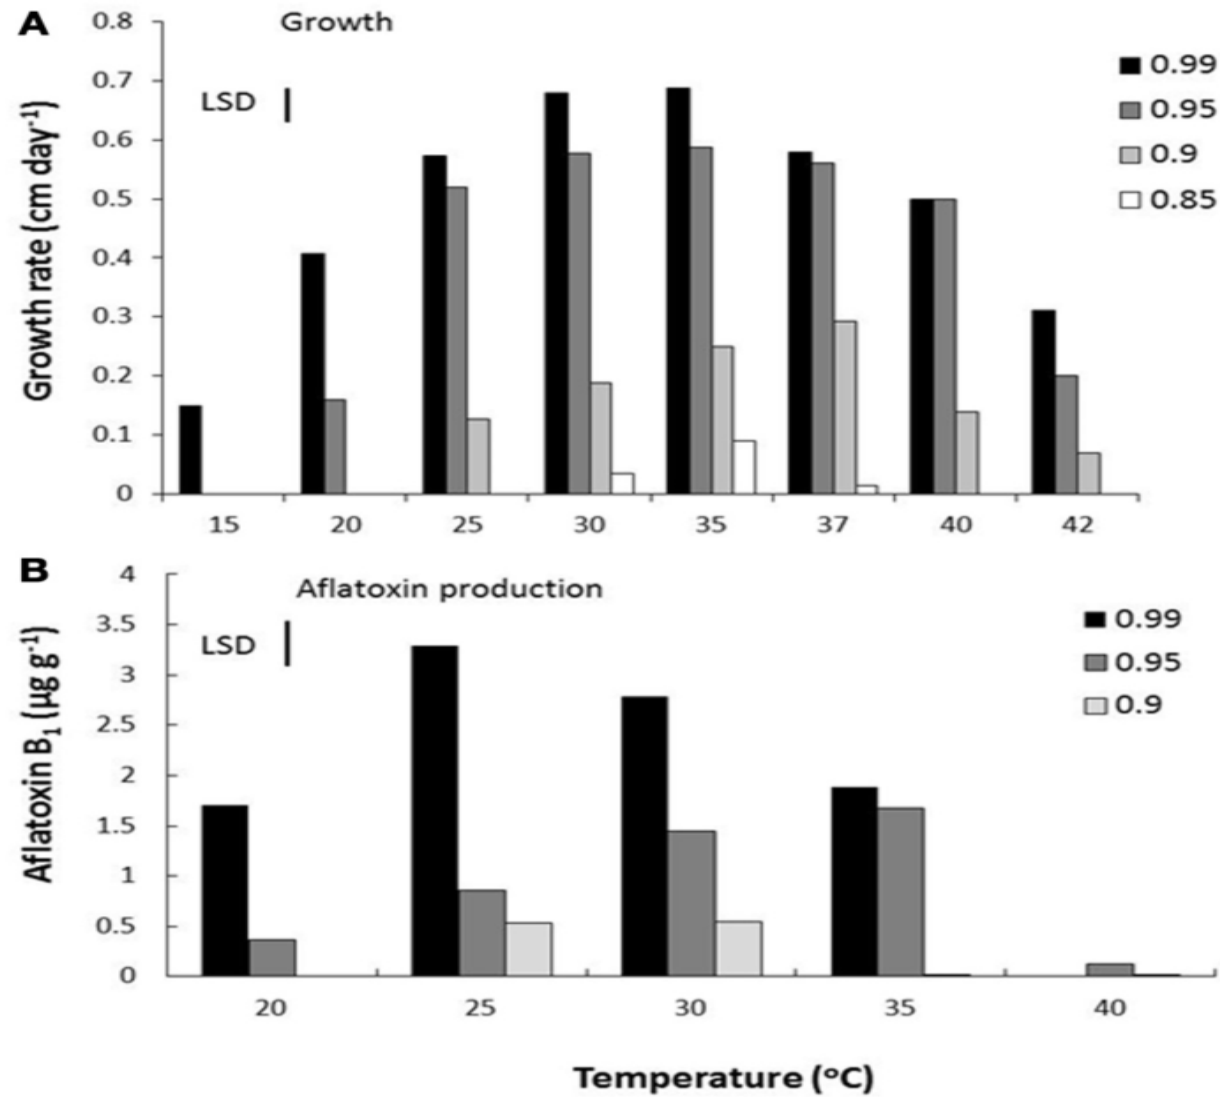 A
Growth
LSD
0.99
0.95
0.9
0.85
Growth rate (cm day-1)
0.8
0.7
0.6
0.5
0.4
0.3
0.2
0.1
0
15 20 25 30 35 37 40 42
B
Aflatoxin production
LSD
0.99
0.95
0.9
Aflatoxin B1 (μg g-1)
4
3.5
3
2.5
2
1.5
1
0.5
0
20 25 30 35 40
Temperature (°C)